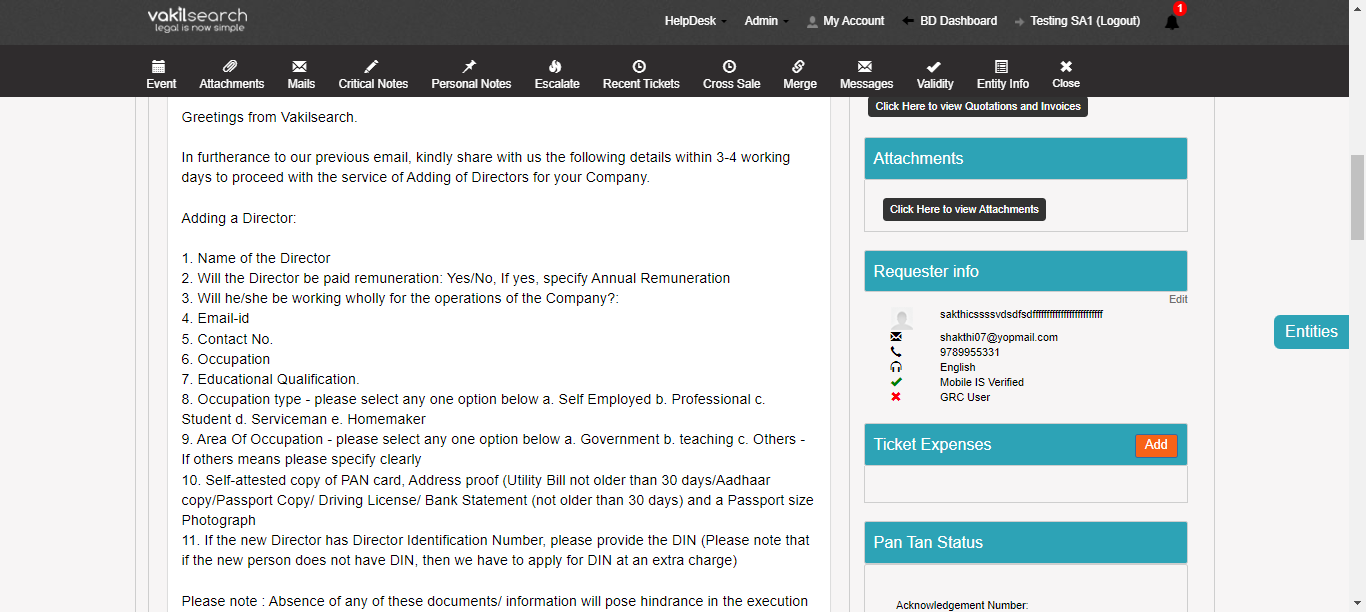 vakilsearch
legal is now simple
HelpDesk
Admin
My Account
BD Dashboard
Testing SA1 (Logout)
1
Event
Attachments
Mails
Critical Notes
Personal Notes
Escalate
Recent Tickets
Cross Sale
Merge
Messages
Validity
Entity Info
Close
Greetings from Vakilsearch.
In furtherance to our previous email, kindly share with us the following details within 3-4 working
days to proceed with the service of Adding of Directors for your Company.
Adding a Director:
1. Name of the Director
2. Will the Director be paid remuneration: Yes/No, If yes, specify Annual Remuneration
3. Will he/she be working wholly for the operations of the Company?:
4. Email-id
5. Contact No.
6. Occupation
7. Educational Qualification.
8. Occupation type - please select any one option below a. Self Employed b. Professional c.
Student d. Serviceman e. Homemaker
9. Area Of Occupation - please select any one option below a. Government b. teaching c. Others -
If others means please specify clearly
10. Self-attested copy of PAN card, Address proof (Utility Bill not older than 30 days/Aadhaar
copy/Passport Copy/ Driving License/ Bank Statement (not older than 30 days) and a Passport size
Photograph
11. If the new Director has Director Identification Number, please provide the DIN (Please note that
if the new person does not have DIN, then we have to apply for DIN at an extra charge)
Please note : Absence of any of these documents/ information will pose hindrance in the execution
Click Here to view Quotations and Invoices
Attachments
Click Here to view Attachments
Requester info
Edit
shakthi07@yopmail.com
9789955331
English
Mobile IS Verified
GRC User
Ticket Expenses
Add
Pan Tan Status
Acknowledgement Number:
Entities